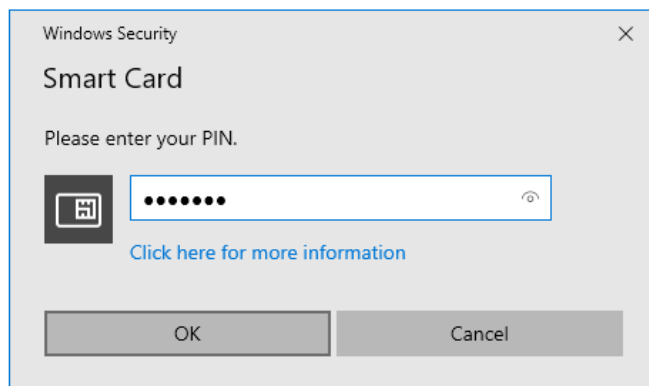 Windows Security
Smart Card
Please enter your PIN.
●●●●●●●
Click here for more information
OK
Cancel